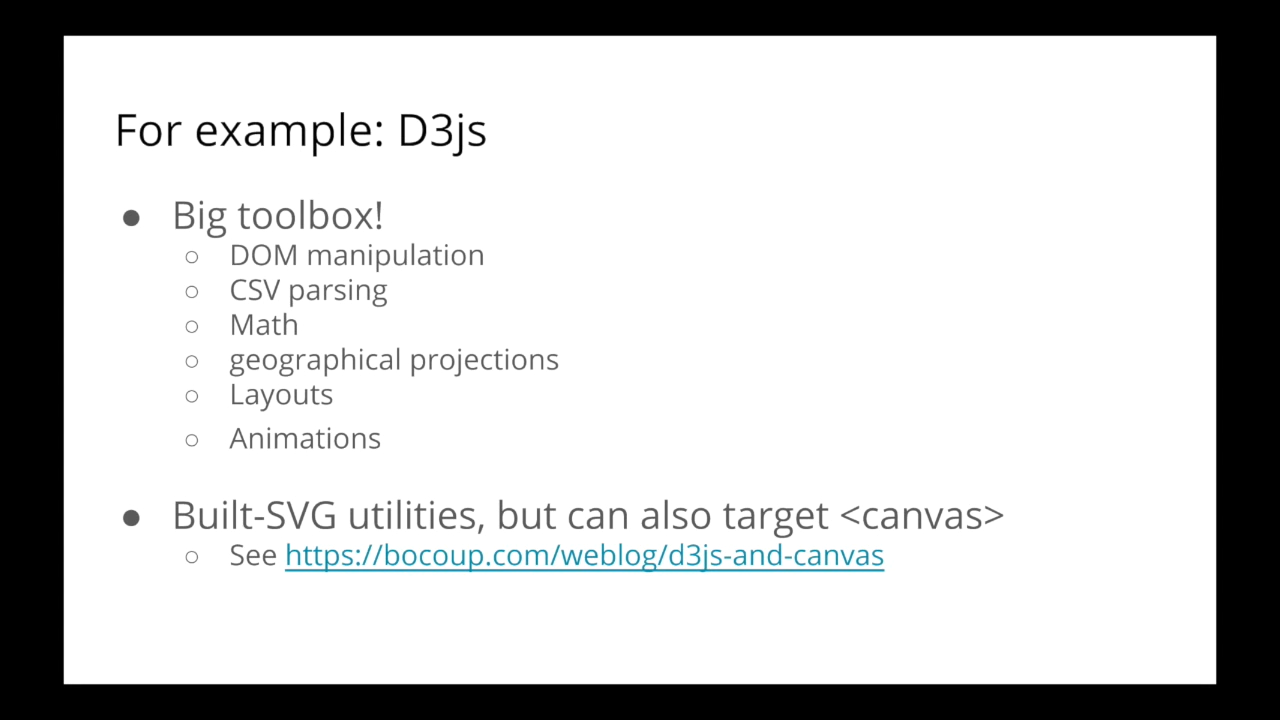 For example: D3js
● Big toolbox!
○ DOM manipulation
○ CSV parsing
○ Math
○ geographical projections
○ Layouts
○ Animations
● Built-SVG utilities, but can also target <canvas>
○ See https://bocoup.com/weblog/d3js-and-canvas